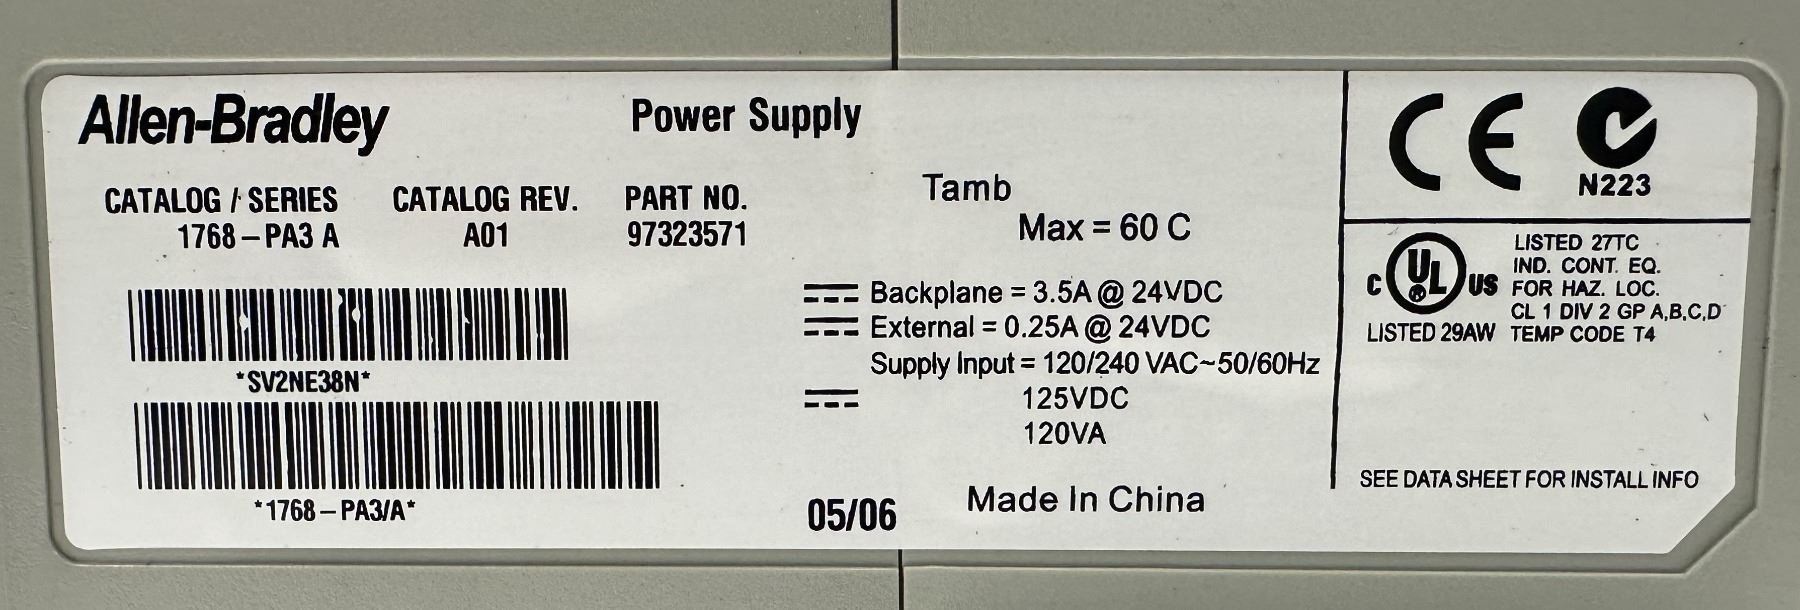 Allen-Bradley
Power Supply
CATALOG / SERIES CATALOG REV. PART NO.
1768-PA3 A A01 97323571
*SV2NE38N*
*1768-PA3/A*
Tamb
Max = 60 C
Backplane = 3.5A @ 24VDC
External = 0.25A @ 24VDC
Supply Input = 120/240 VAC~50/60Hz
125VDC
120VA
05/06
Made In China
CE
N223
C UL ® US
LISTED 29AW
LISTED 27TC
IND. CONT. EQ.
FOR HAZ. LOC.
CL 1 DIV 2 GP A,B,C,D
TEMP CODE T4
SEE DATA SHEET FOR INSTALL INFO